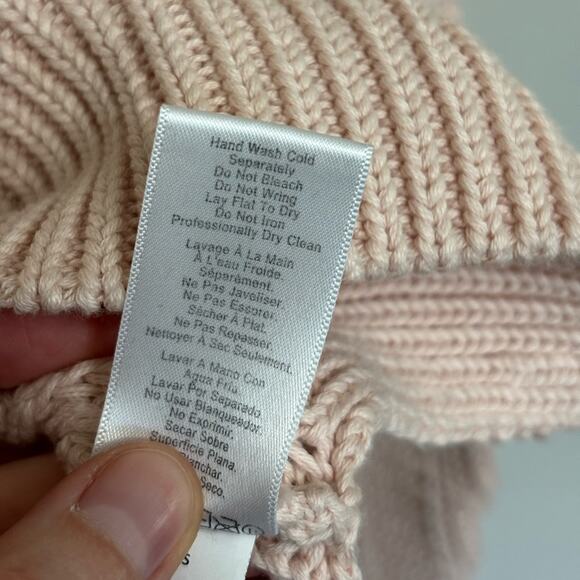 Hand Wash Cold
Separately
Do Not Bleach
Do Not Wring
Lay Flat To Dry
Do Not Iron
Professionally Dry Clean
Lavage À La Main
À L'eau Froide.
Séparément.
Ne Pas Javeliser.
Ne Pas Essorer.
Sécher À Plat.
Ne Pas Repasser.
Nettoyer À Sec Seulement.
Lavar A Mano Con
Agua Fría.
Lavar Por Separado
No Usar Blanqueador.
No Exprimir.
Secar Sobre
Superficie Plana.
Planchar.
Seco.